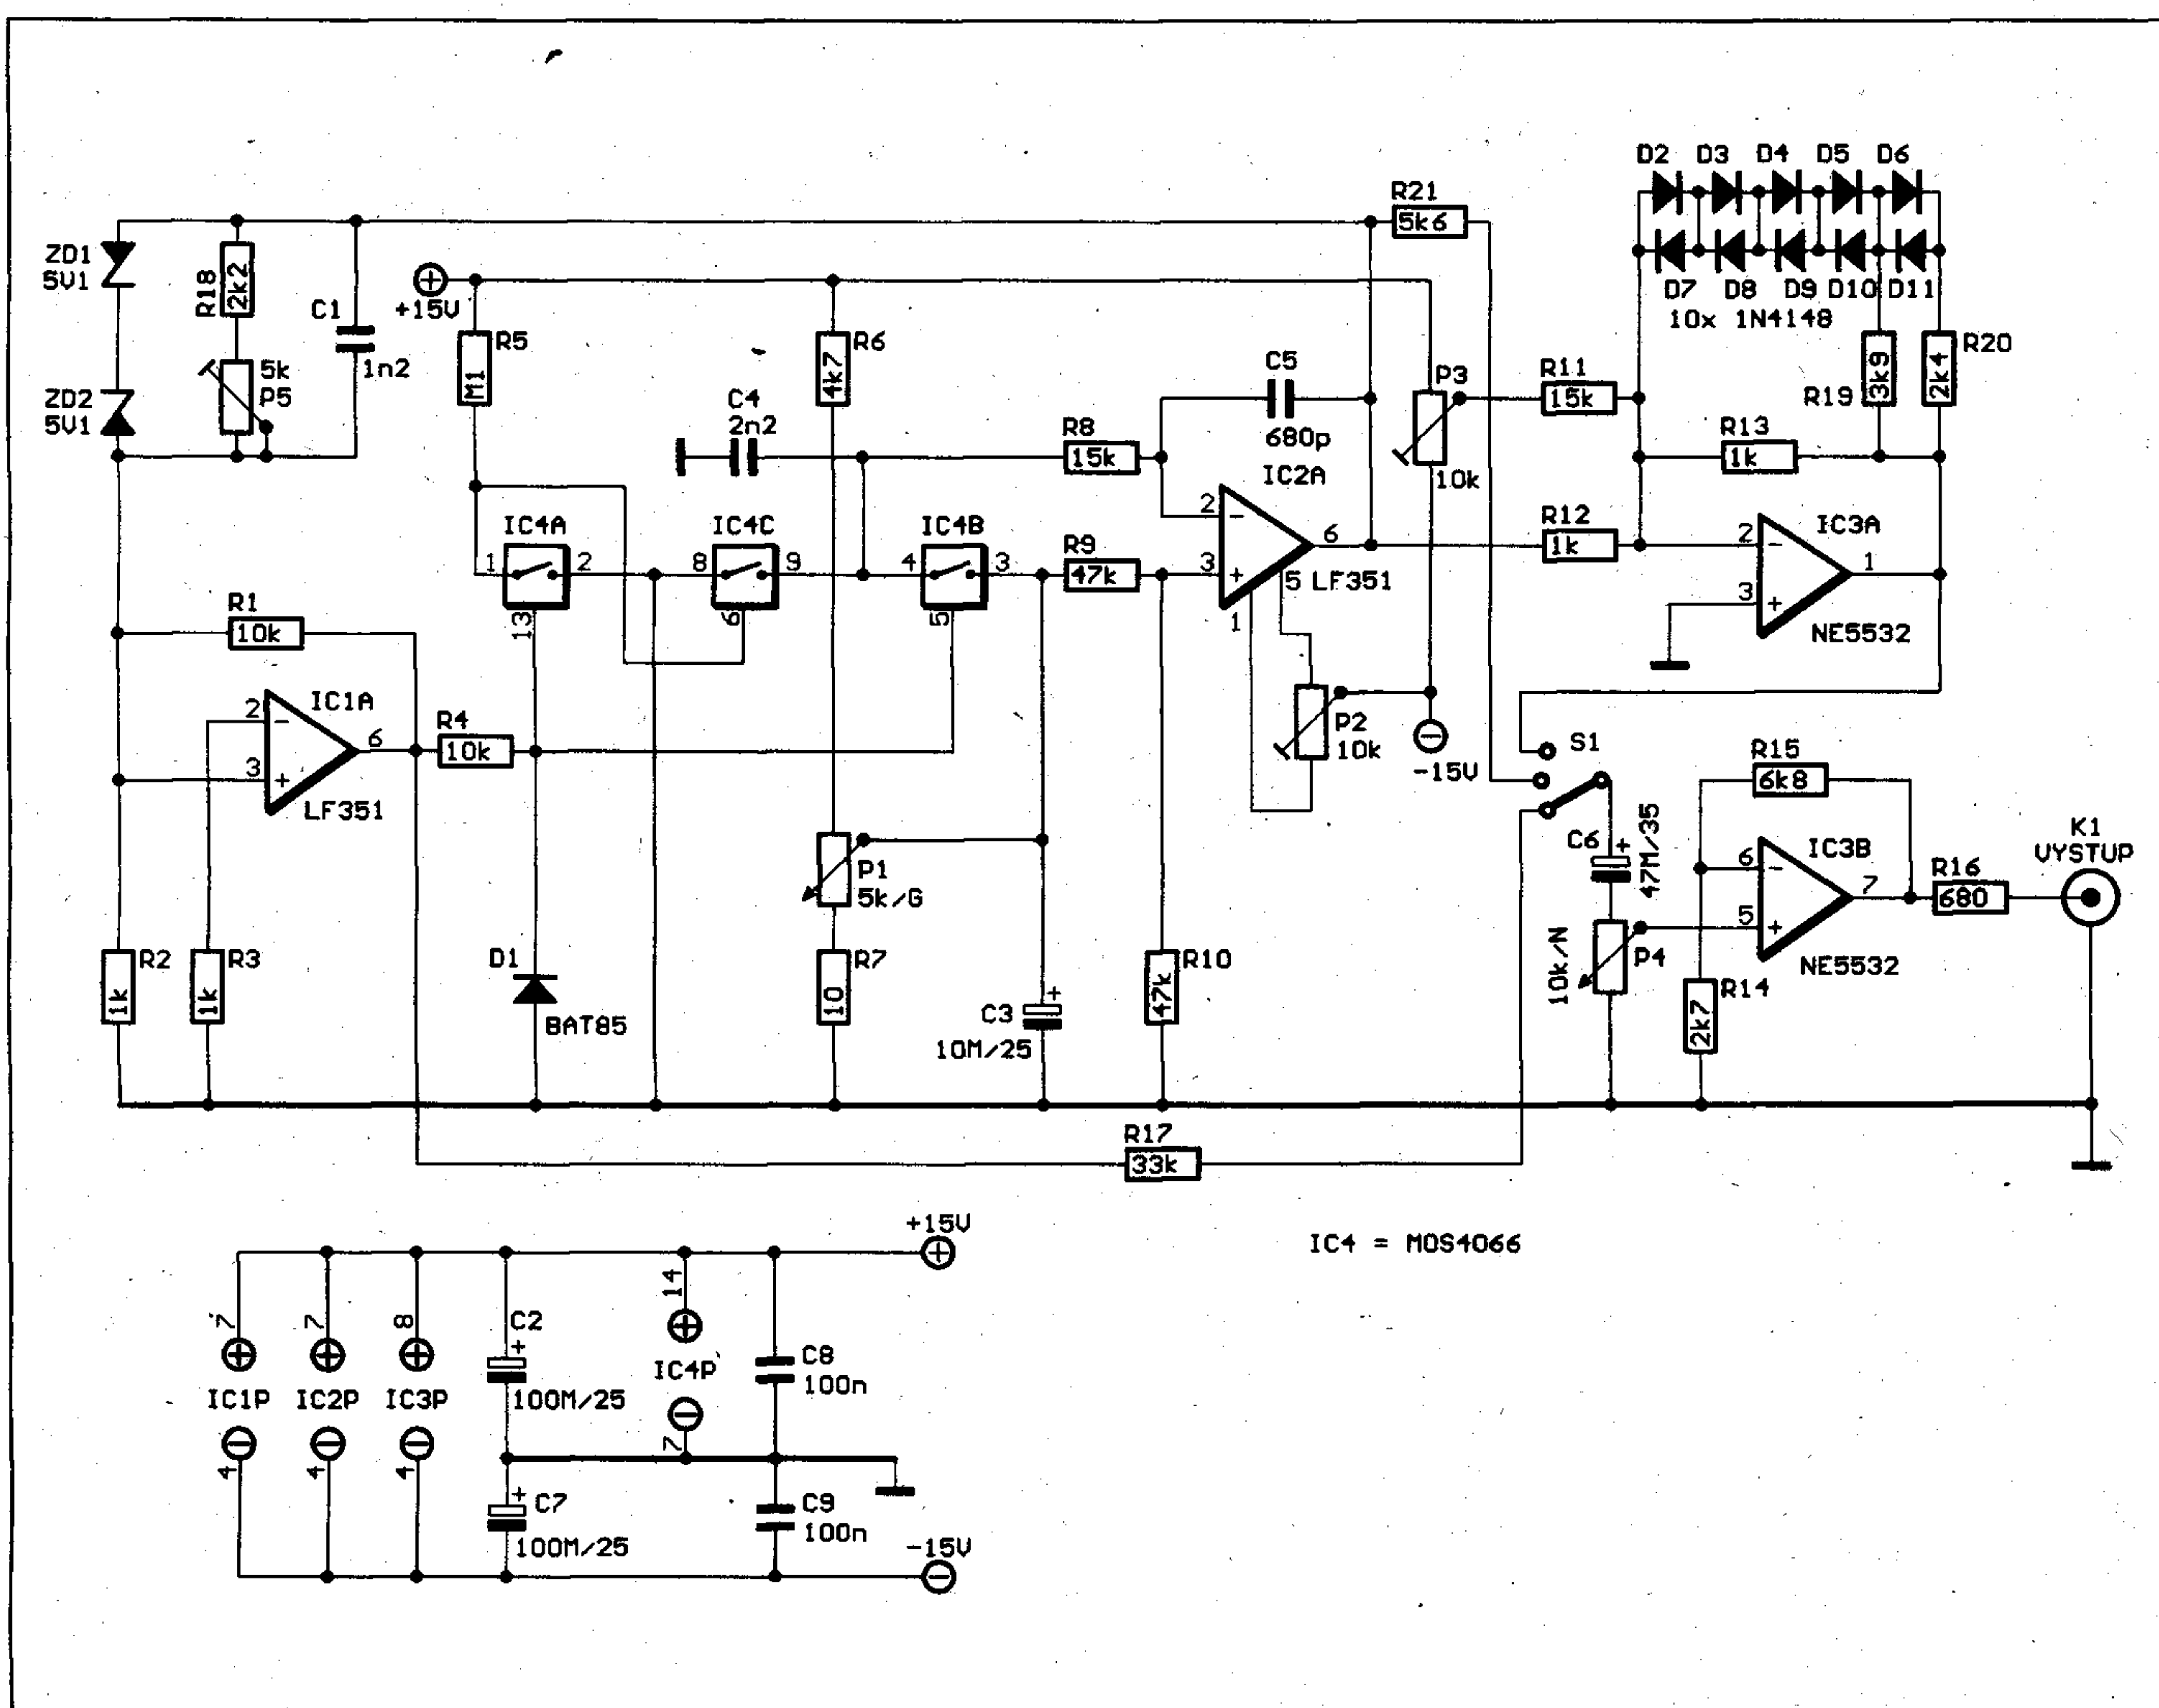 D2 D3 D4 D5 D6
D7 D8 D9 D10 D11
10x 1N4148
R21
5k6
ZD1
5V1
R18
2k2
C1
1n2
+15V
R5
M1
R6
4k7
C5
680p
P3
10k
R11
15k
R19
3k9
R20
2k4
ZD2
5V1
5k
P5
C4
2n2
R8
15k
R13
1k
IC2A
2
-
3
+
6
5
1
LF351
IC4A
1
2
13
IC4C
8
9
6
IC4B
4
3
5
R9
47k
R12
1k
IC3A
2
-
3
+
1
NE5532
R1
10k
IC1A
2
-
3
+
6
LF351
R4
10k
P2
10k
-15V
S1
R15
6k8
C6
+
47M/35
IC3B
6
-
5
+
7
NE5532
R16
680
K1
VYSTUP
P1
5k/G
10k/N
P4
R2
1k
R3
1k
D1
BAT85
R7
10
C3
+
10M/25
R10
47k
R14
2k7
R17
33k
+15V
IC4 = MOS4066
7
7
8
14
C2
+
100M/25
IC1P
IC2P
IC3P
IC4P
C8
100n
4
4
4
7
C7
+
100M/25
C9
100n
-15V